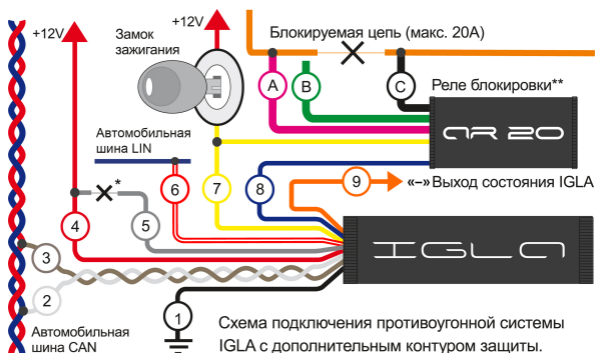 +12V
+12V
Замок
зажигания
Блокируемая цепь (макс. 20А)
A
B
C
Реле блокировки**
AR 20
Автомобильная
шина LIN
*
6
7
8
9
«–»Выход состояния IGLA
4
5
IGLA
3
2
1
Автомобильная
шина CAN
Схема подключения противоугонной системы
IGLA с дополнительным контуром защиты.